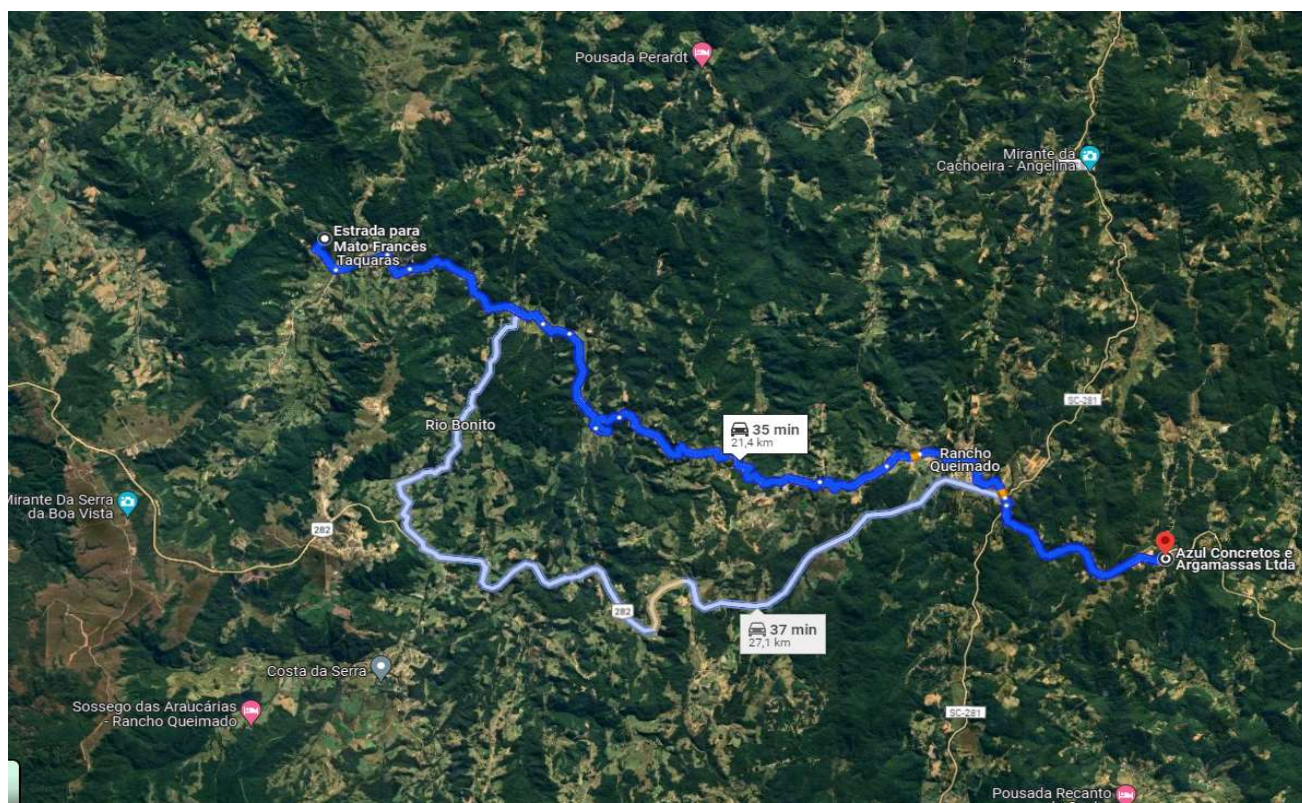 Pousada Perardt
Mirante da
Cachoeira - Angelina
Estrada para
Mato Francês
Taquaras
SC-281
Rio Bonito
35 min
21,4 km
Rancho
Queimado
Mirante Da Serra
da Boa Vista
282
Azul Concretos e
Argamassas Ltda
282
37 min
27,1 km
Costa da Serra
Sossego das Araucárias
- Rancho Queimado
SC-281
Pousada Recanto